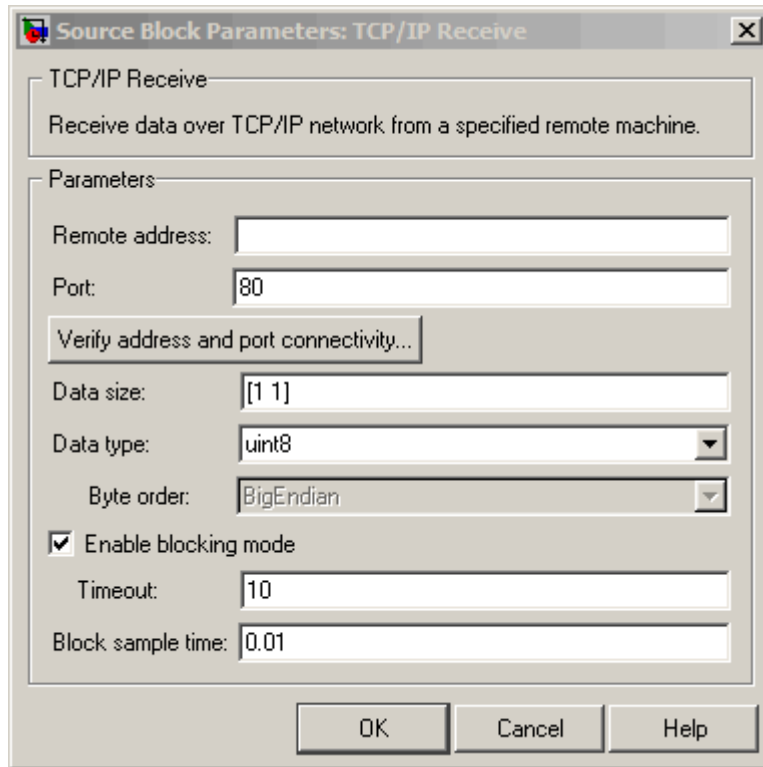 Source Block Parameters: TCP/IP Receive
TCP/IP Receive
Receive data over TCP/IP network from a specified remote machine.
Parameters
Remote address:
Port: 80
Verify address and port connectivity...
Data size: [1 1]
Data type: uint8
Byte order: BigEndian
Enable blocking mode
Timeout: 10
Block sample time: 0.01
OK Cancel Help